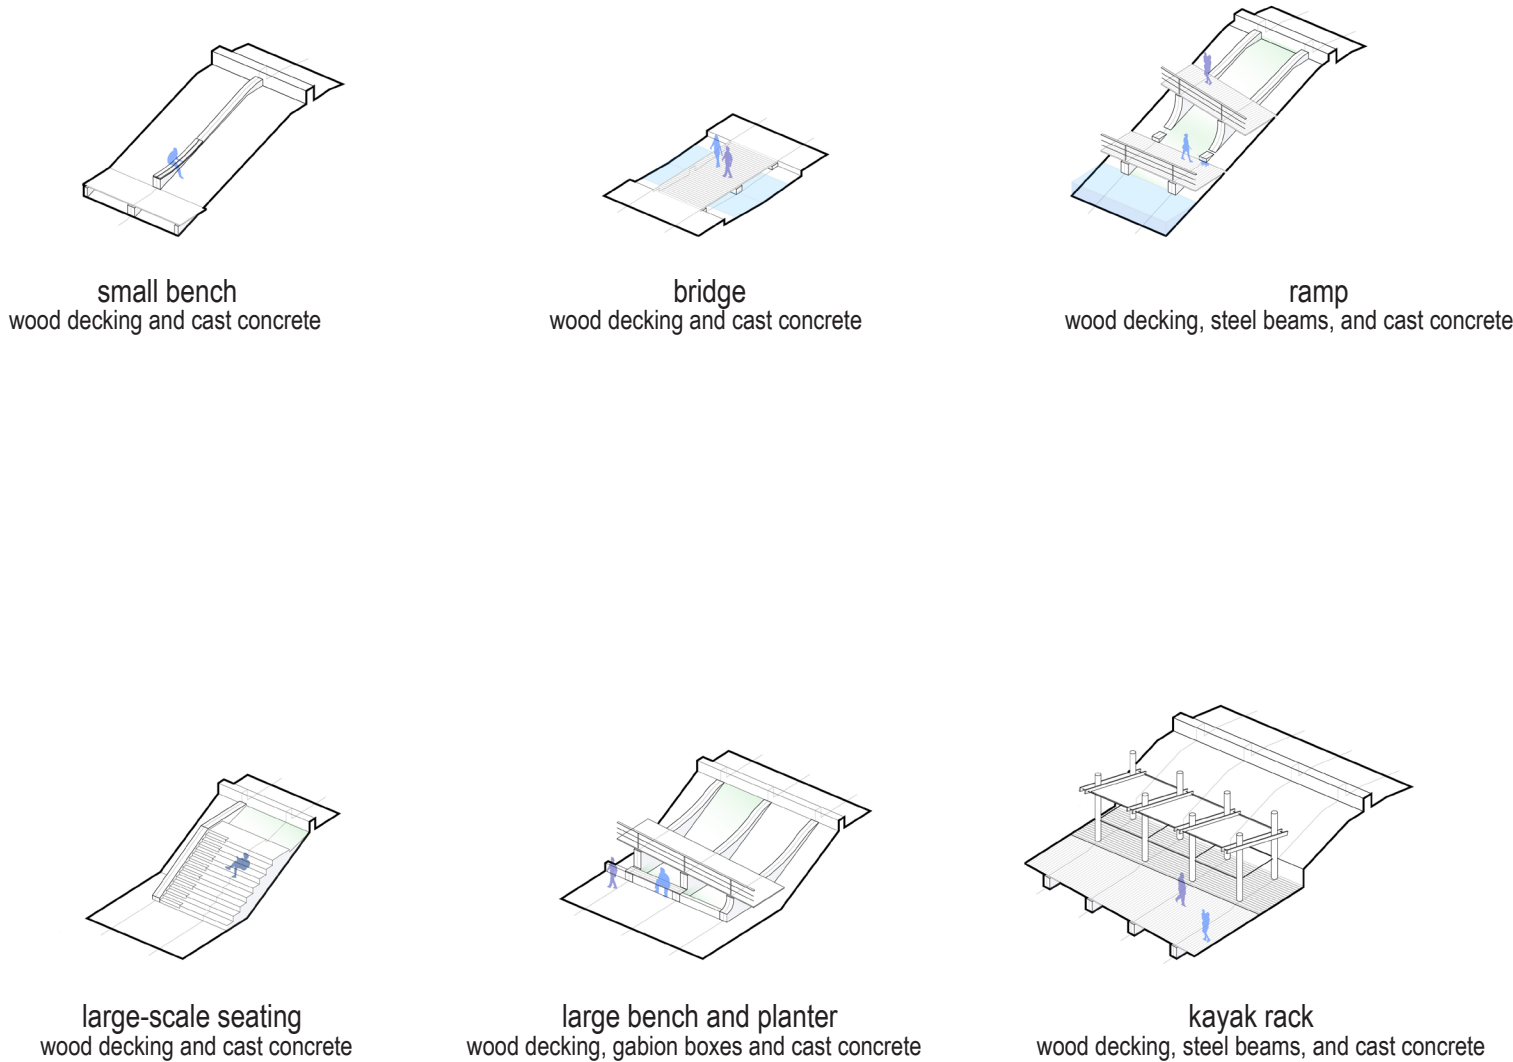 small bench
wood decking and cast concrete
bridge
wood decking and cast concrete
ramp
wood decking, steel beams, and cast concrete
large-scale seating
wood decking and cast concrete
large bench and planter
wood decking, gabion boxes and cast concrete
kayak rack
wood decking, steel beams, and cast concrete